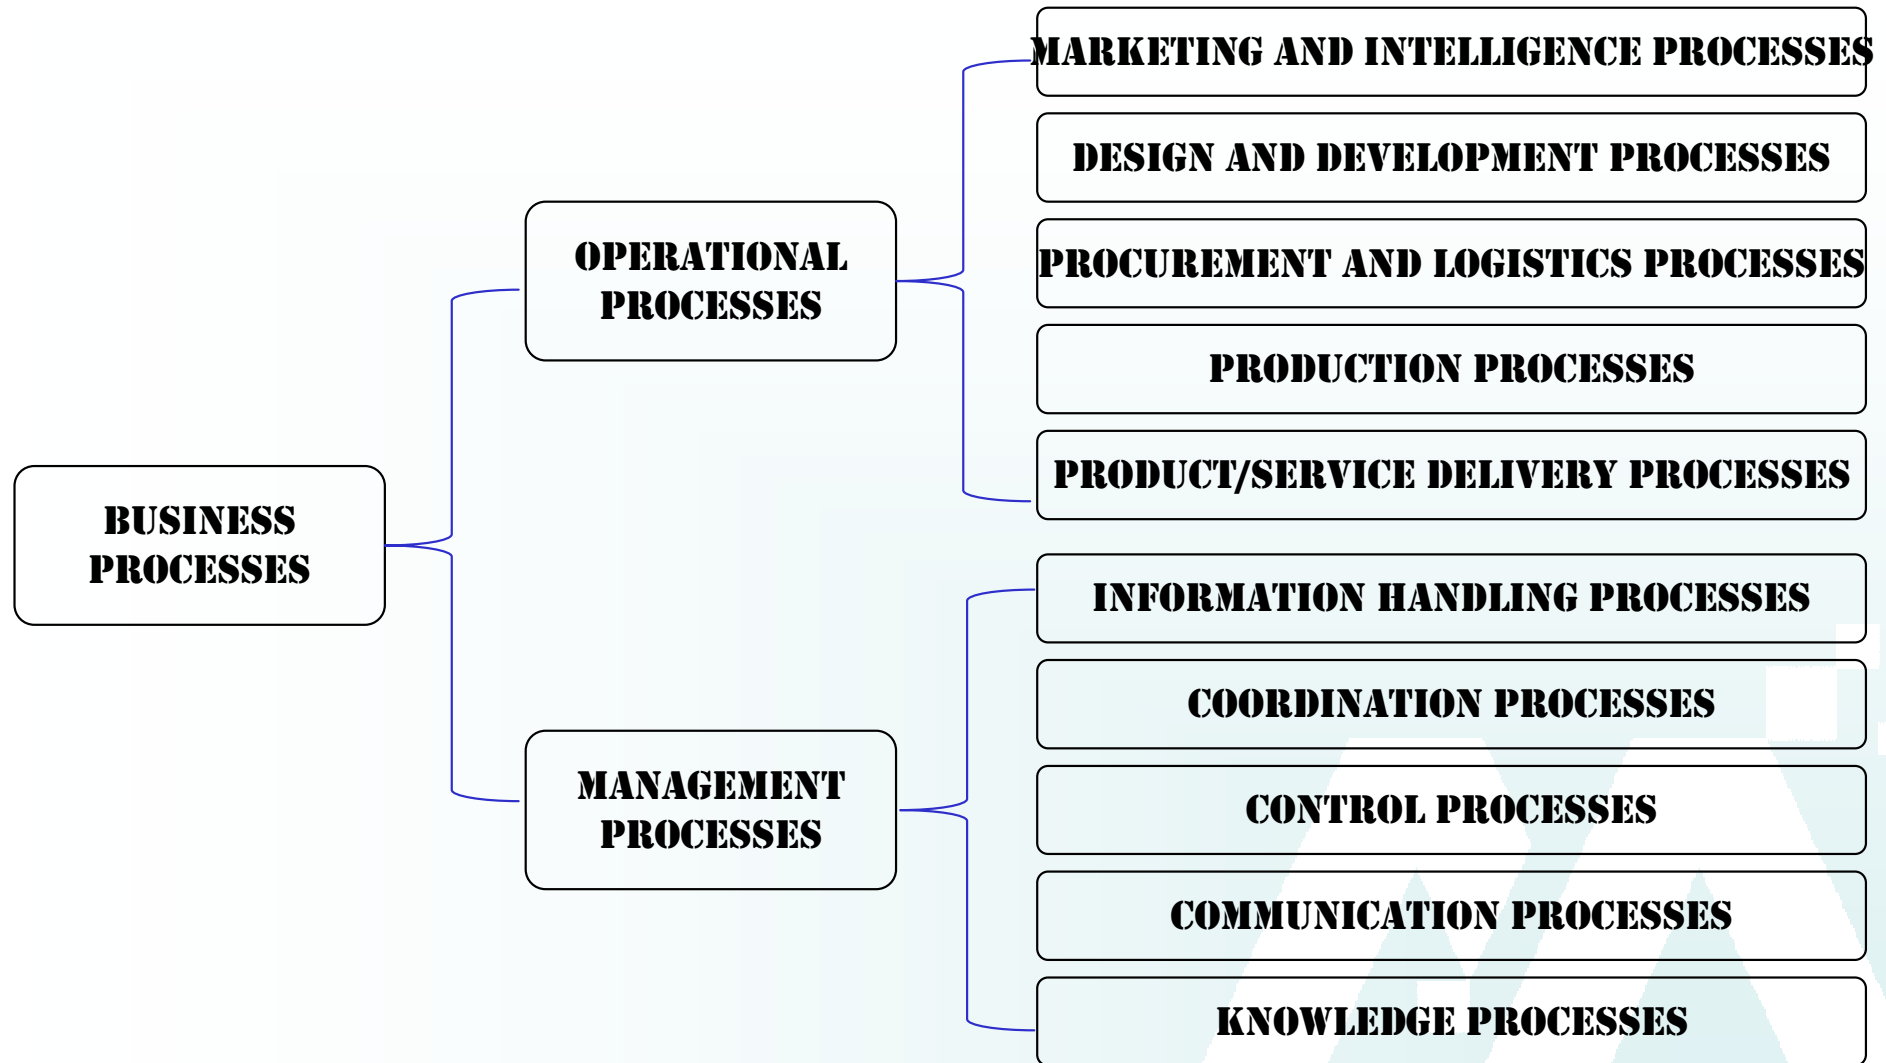 MARKETING AND INTELLIGENCE PROCESSES
DESIGN AND DEVELOPMENT PROCESSES
OPERATIONAL
PROCESSES
PROCUREMENT AND LOGISTICS PROCESSES
PRODUCTION PROCESSES
PRODUCT/SERVICE DELIVERY PROCESSES
BUSINESS
PROCESSES
INFORMATION HANDLING PROCESSES
COORDINATION PROCESSES
MANAGEMENT
PROCESSES
CONTROL PROCESSES
COMMUNICATION PROCESSES
KNOWLEDGE PROCESSES